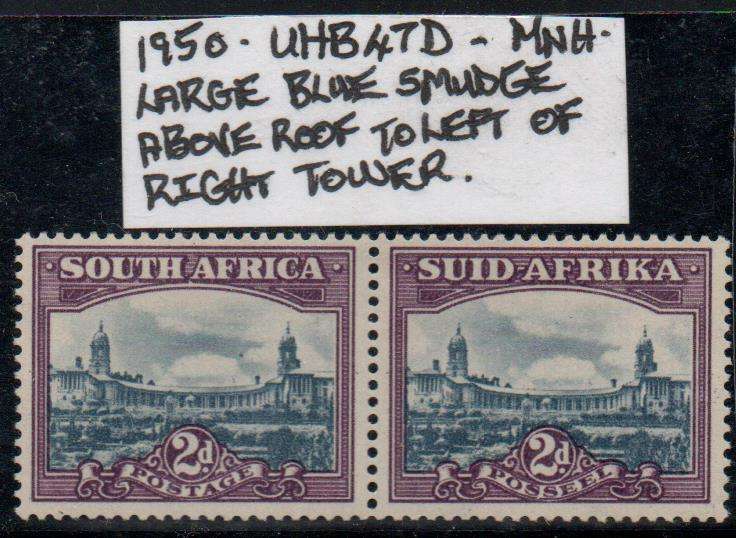 1950. - UHB47D - MNH.
LARGE BLUE SMUDGE
ABOVE ROOF TO LEFT OF
RIGHT TOWER.
· SOUTH AFRICA ·
· SUID-AFRIKA ·
2d.
POSTAGE
2d.
POSSEEL